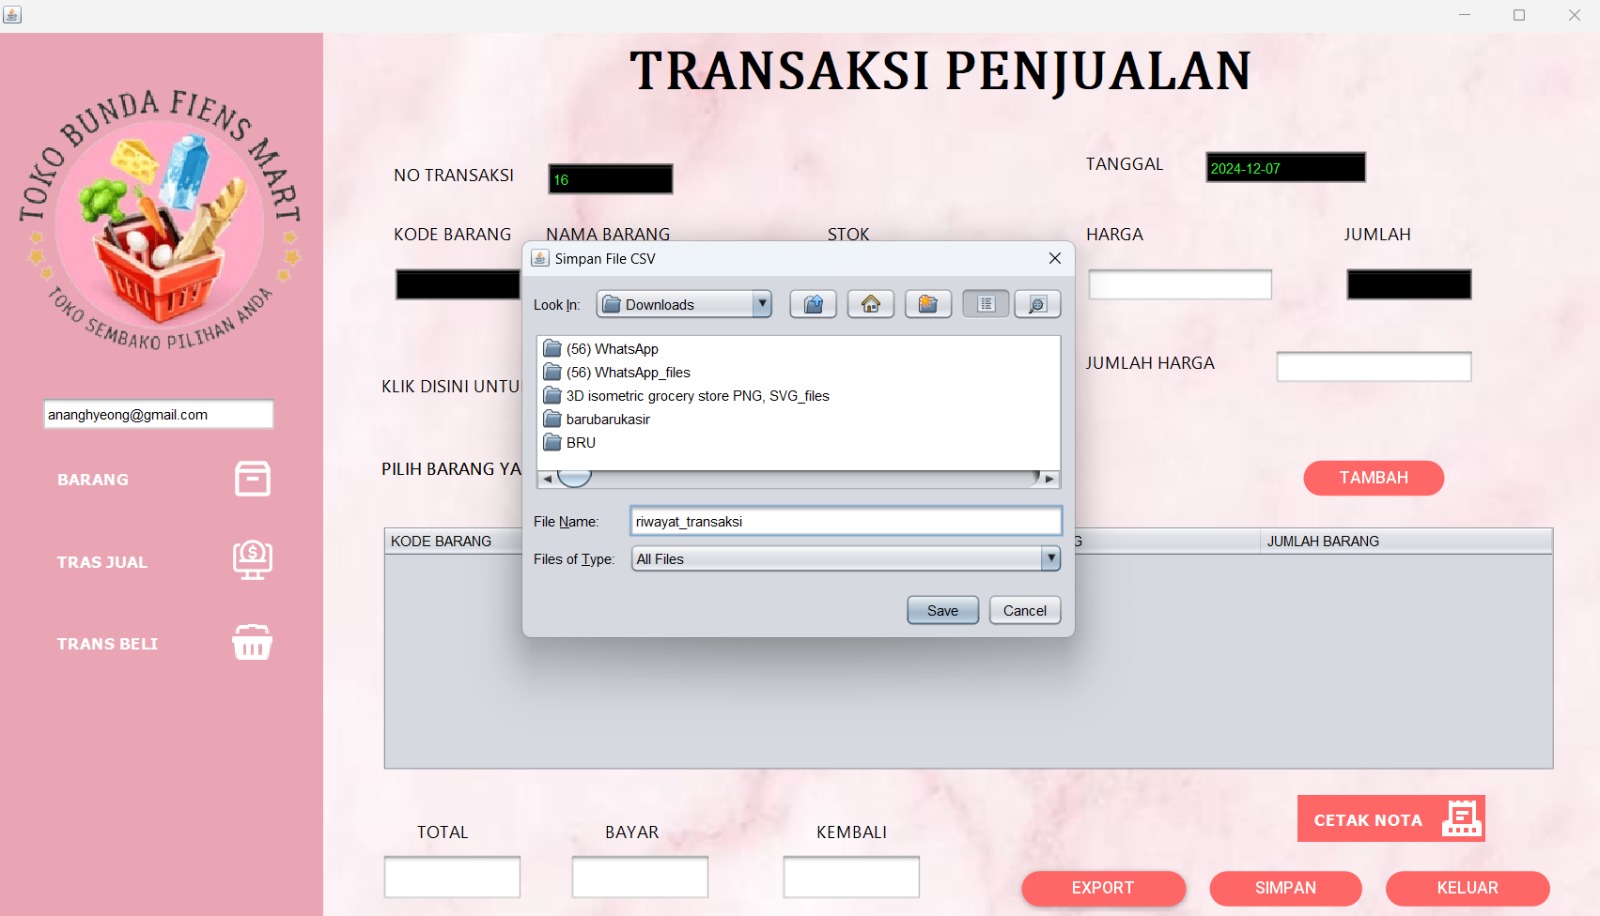 TRANSAKSI PENJUALAN
TOKO BUNDA FIENS MART
TOKO SEMBAKO PILIHAN ANDA
ananghyeong@gmail.com
BARANG
TRAS JUAL
TRANS BELI
NO TRANSAKSI 16
TANGGAL 2024-12-07
KODE BARANG NAMA BARANG STOK HARGA JUMLAH
JUMLAH HARGA
KLIK DISINI UNTU
PILIH BARANG YA
TAMBAH
Simpan File CSV
Look In: Downloads
(56) WhatsApp
(56) WhatsApp_files
3D isometric grocery store PNG, SVG_files
barubarukasir
BRU
File Name: riwayat_transaksi
Files of Type: All Files
Save Cancel
KODE BARANG G JUMLAH BARANG
CETAK NOTA
TOTAL BAYAR KEMBALI
EXPORT SIMPAN KELUAR